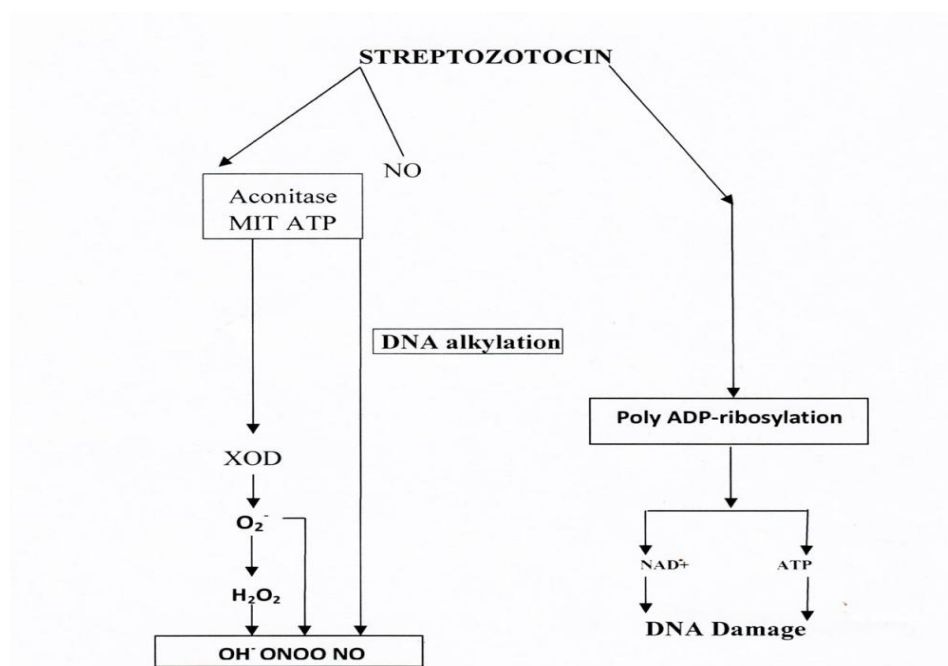 STREPTOZOTOCIN
NO
Aconitase
MIT ATP
DNA alkylation
Poly ADP-ribosylation
XOD
O₂⁻
NAD⁺
ATP
H₂O₂
DNA Damage
OH⁻ ONOO NO